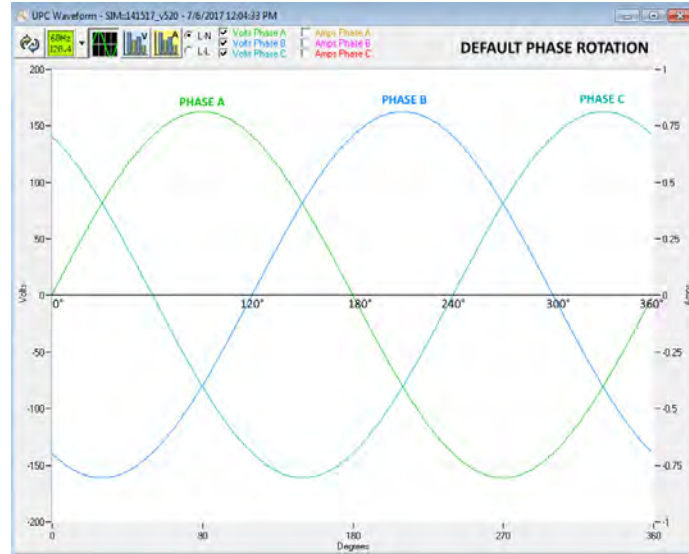 UPC Waveform - SIM:141517_v520 - 7/6/2017 12:04:33 PM
60Hz
120.4
V
A
L-N
L-L
Volts Phase A
Volts Phase B
Volts Phase C
Amps Phase A
Amps Phase B
Amps Phase C
DEFAULT PHASE ROTATION
PHASE A
PHASE B
PHASE C
200
150
100
50
0
-50
-100
-150
-200
Volts
0°
120°
180°
240°
300°
360°
1
0.75
0.5
0.25
0
-0.25
-0.5
-0.75
-1
Amps
0
90
180
270
360
Degrees